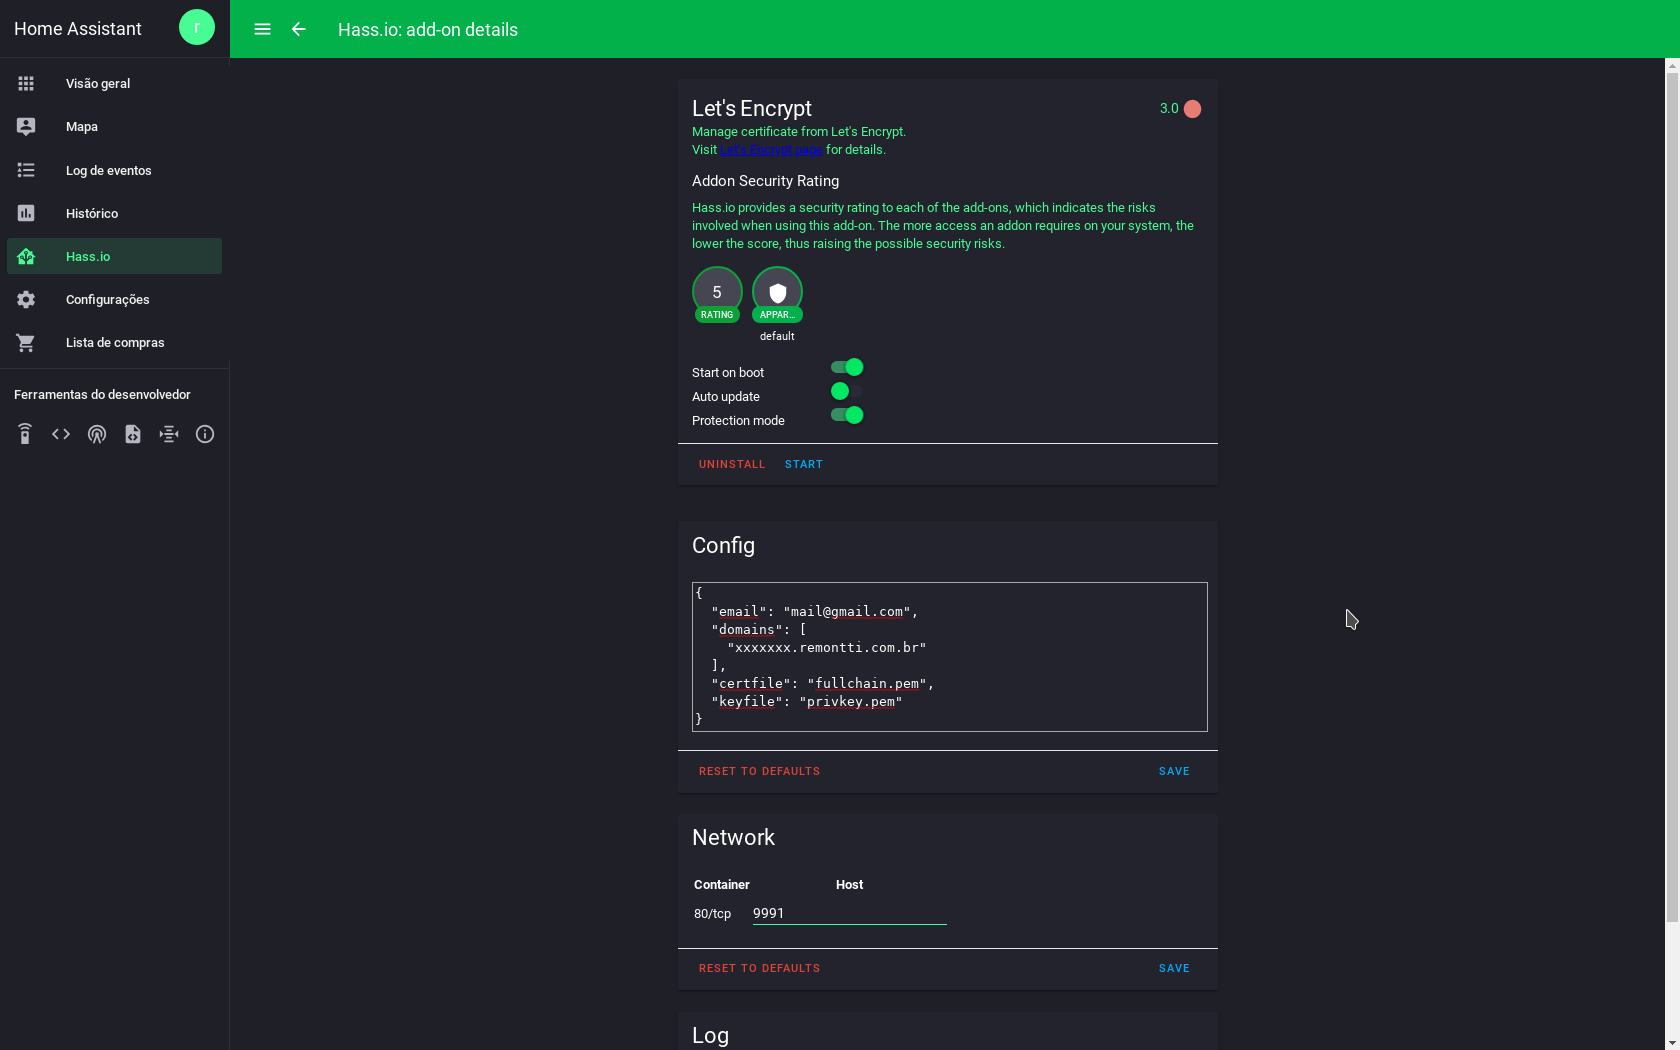 Home Assistant
r
Hass.io: add-on details
Visão geral
Mapa
Log de eventos
Histórico
Hass.io
Configurações
Lista de compras
Ferramentas do desenvolvedor
Let's Encrypt
3.0
Manage certificate from Let's Encrypt.
Visit Let's Encrypt page for details.
Addon Security Rating
Hass.io provides a security rating to each of the add-ons, which indicates the risks
involved when using this add-on. The more access an addon requires on your system, the
lower the score, thus raising the possible security risks.
5
RATING
APPAR...
default
Start on boot
Auto update
Protection mode
UNINSTALL
START
Config
{
"email": "mail@gmail.com",
"domains": [
"xxxxxxx.remontti.com.br"
],
"certfile": "fullchain.pem",
"keyfile": "privkey.pem"
}
RESET TO DEFAULTS
SAVE
Network
Container Host
80/tcp 9991
RESET TO DEFAULTS
SAVE
Log